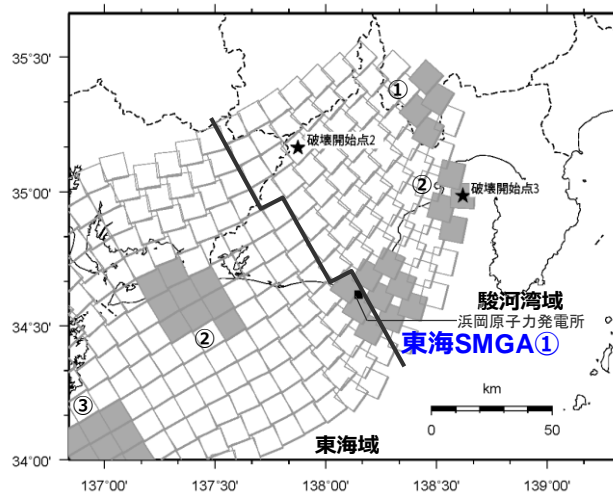 35°30'
①
破壊開始点2
35°00'
②
破壊開始点3
駿河湾域
浜岡原子力発電所
34°30'
②
東海SMGA①
③
km
0
50
東海域
34°00'
137°00'
137°30'
138°00'
138°30'
139°00'